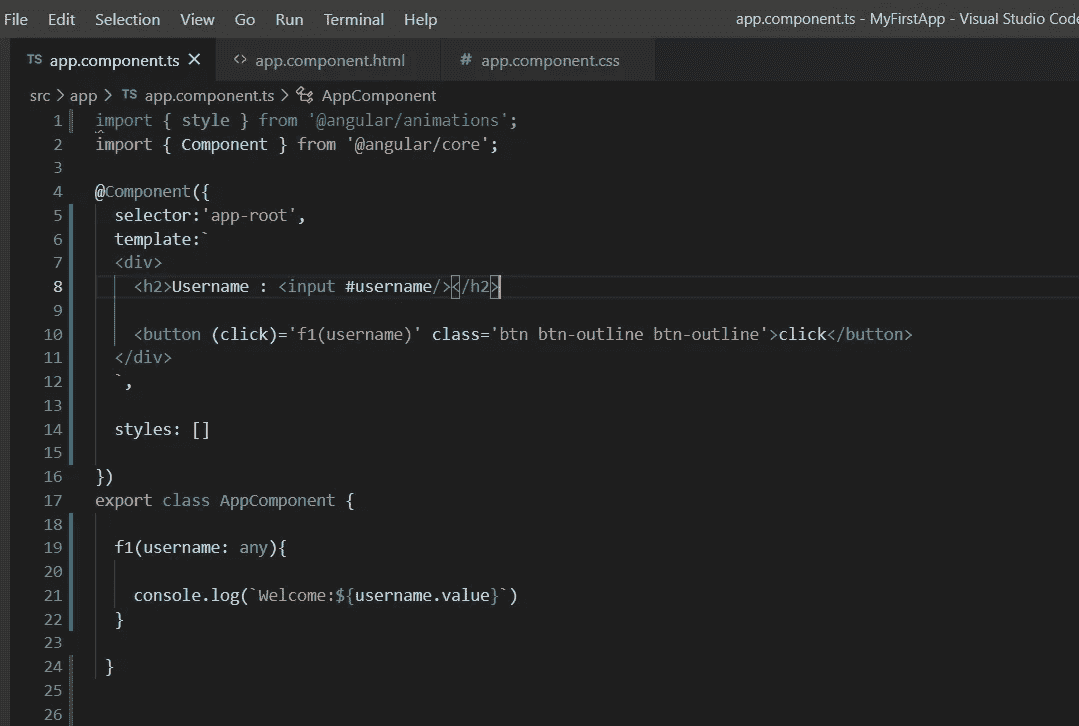 File Edit Selection View Go Run Terminal Help app.component.ts - MyFirstApp - Visual Studio Code
TS app.component.ts × <> app.component.html # app.component.css
src > app > TS app.component.ts > AppComponent
1 import { style } from '@angular/animations';
2 import { Component } from '@angular/core';
3
4 @Component({
5 selector:'app-root',
6 template:`
7 <div>
8 <h2>Username : <input #username/></h2>
9
10 <button (click)='f1(username)' class='btn btn-outline btn-outline'>click</button>
11 </div>
12 `,
13
14 styles: []
15
16 })
17 export class AppComponent {
18
19 f1(username: any){
20
21 console.log(`Welcome:${username.value}`)
22 }
23
24 }
25
26